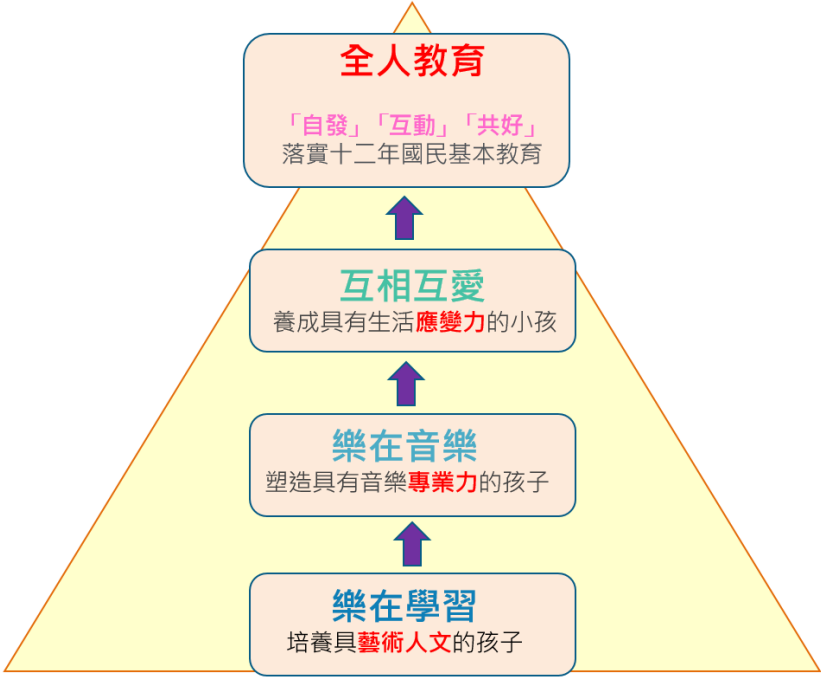 全人教育
「自發」「互動」「共好」
落實十二年國民基本教育
互相互愛
養成具有生活應變力的小孩
樂在音樂
塑造具有音樂專業力的孩子
樂在學習
培養具藝術人文的孩子